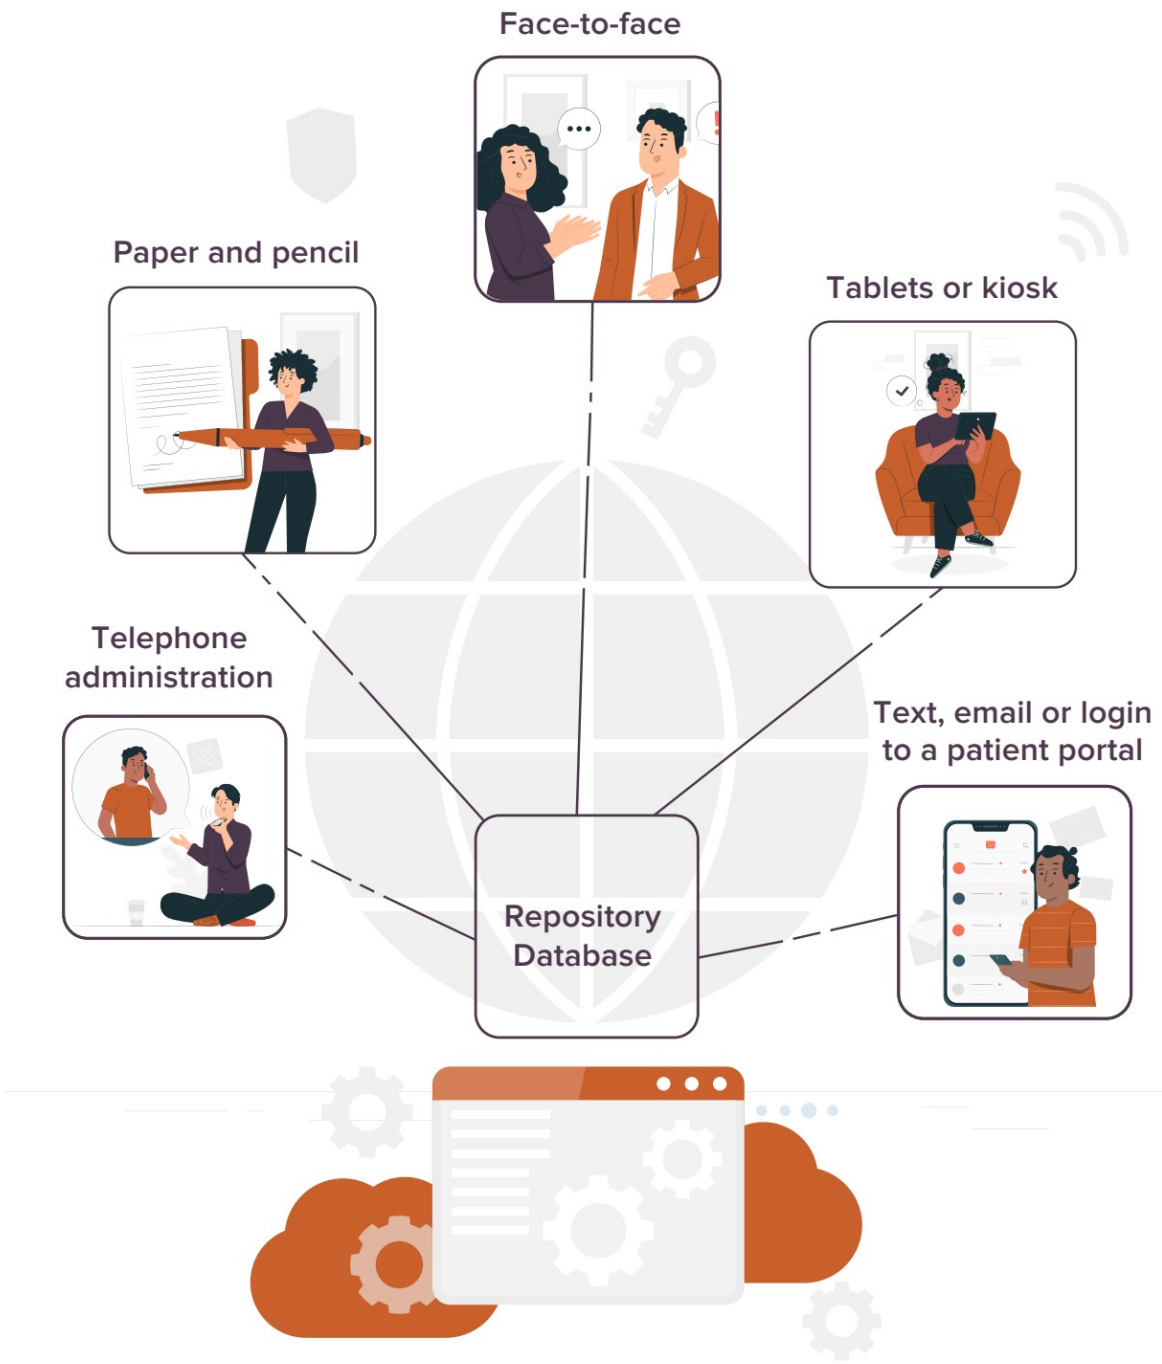 Face-to-face
Paper and pencil
Tablets or kiosk
Telephone
administration
Text, email or login
to a patient portal
Repository
Database